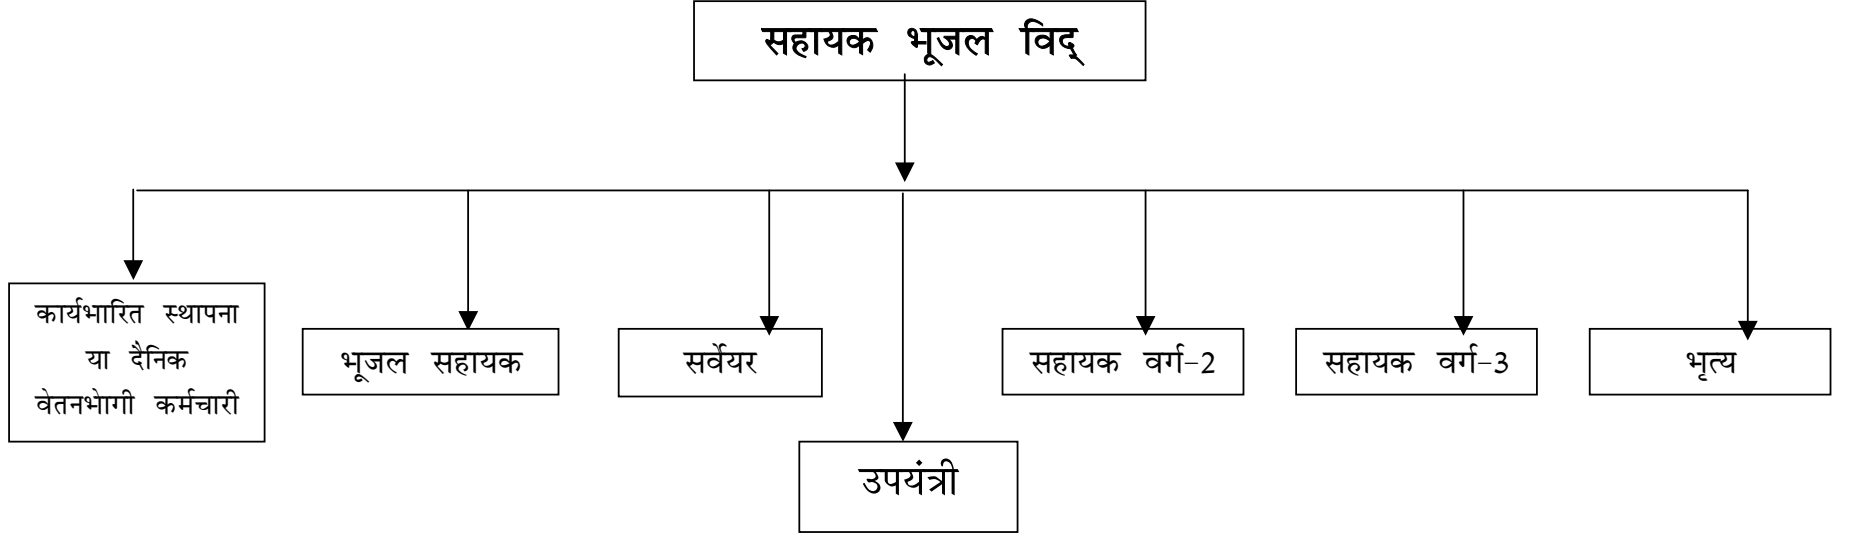 सहायक भूजल विद्
कार्यभारित स्थापना
या दैनिक
वेतनभोगी कर्मचारी
भूजल सहायक
सर्वेयर
सहायक वर्ग-2
सहायक वर्ग-3
भृत्य
उपयंत्री